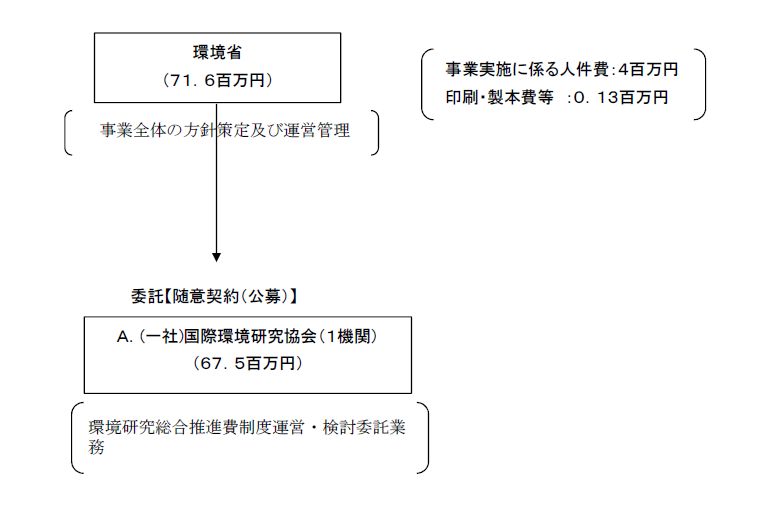 環境省
（７１．６百万円）
事業実施に係る人件費：４百万円
印刷・製本費等　：０．１３百万円
事業全体の方針策定及び運営管理
委託【随意契約（公募）】
Ａ．（一社）国際環境研究協会（１機関）
（６７．５百万円）
環境研究総合推進費制度運営・検討委託業
務